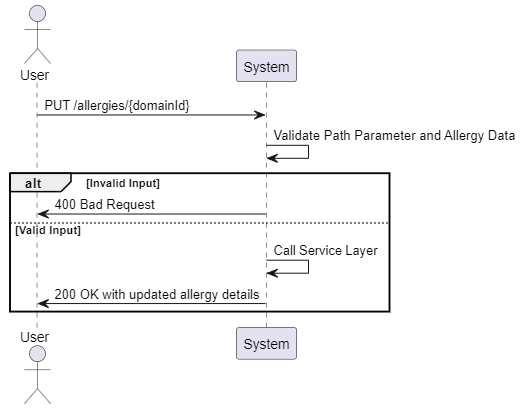 User
System
PUT /allergies/{domainId}
Validate Path Parameter and Allergy Data
alt [Invalid Input]
400 Bad Request
[Valid Input]
Call Service Layer
200 OK with updated allergy details
User
System